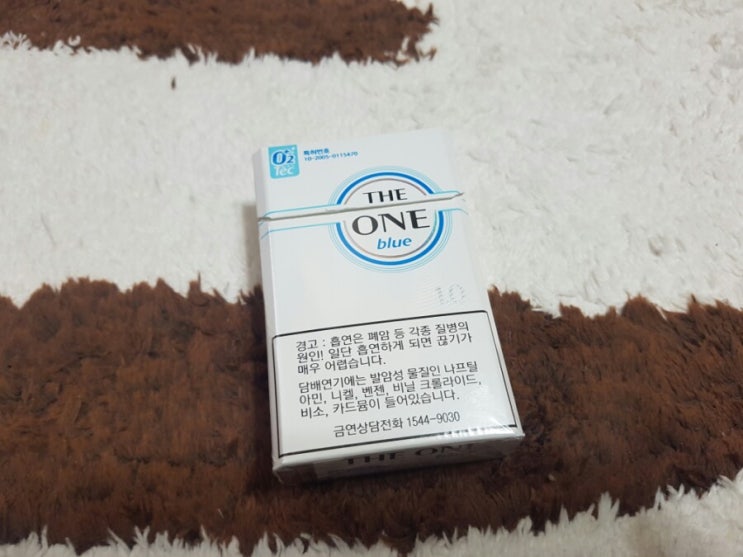 O2+
Tec
특허번호
10-2005-0115470
THE
ONE
blue
1.0
경고 : 흡연은 폐암 등 각종 질병의
원인! 일단 흡연하게 되면 끊기가
매우 어렵습니다.
담배연기에는 발암성 물질인 나프틸
아민, 니켈, 벤젠, 비닐 크롤라이드,
비소, 카드뮴이 들어있습니다.
금연상담전화 1544-9030
THE ONE